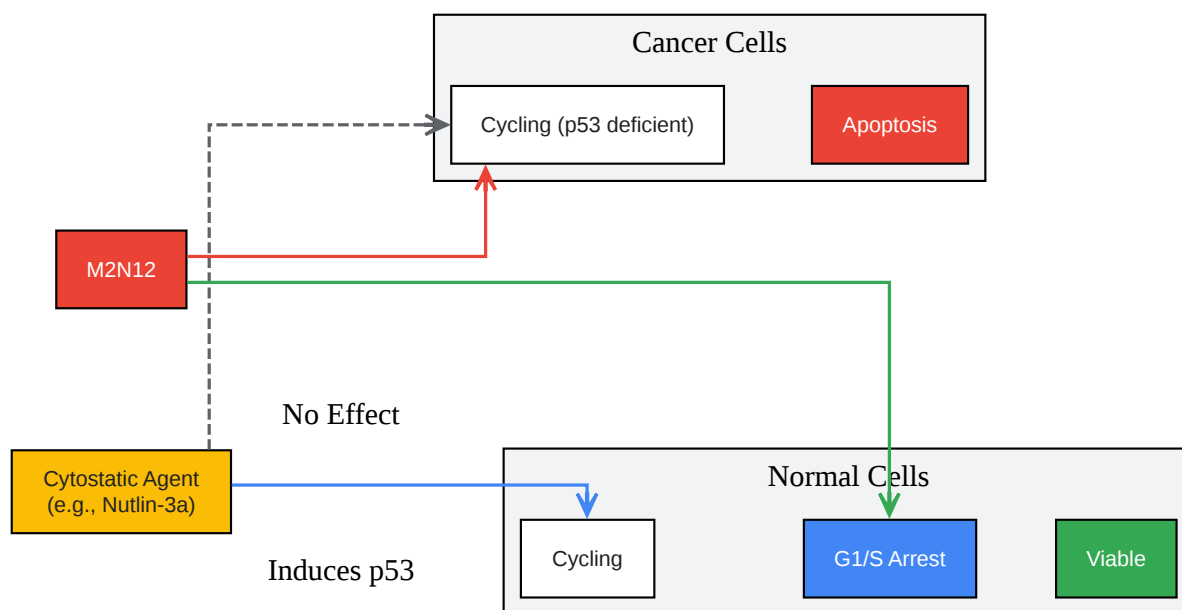 Cancer Cells
Cycling (p53 deficient)
Apoptosis
M2N12
No Effect
Cytostatic Agent
(e.g., Nutlin-3a)
Normal Cells
Cycling
G1/S Arrest
Viable
Induces p53